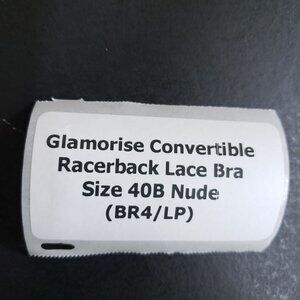 Glamorise Convertible
Racerback Lace Bra
Size 40B Nude
(BR4/LP)